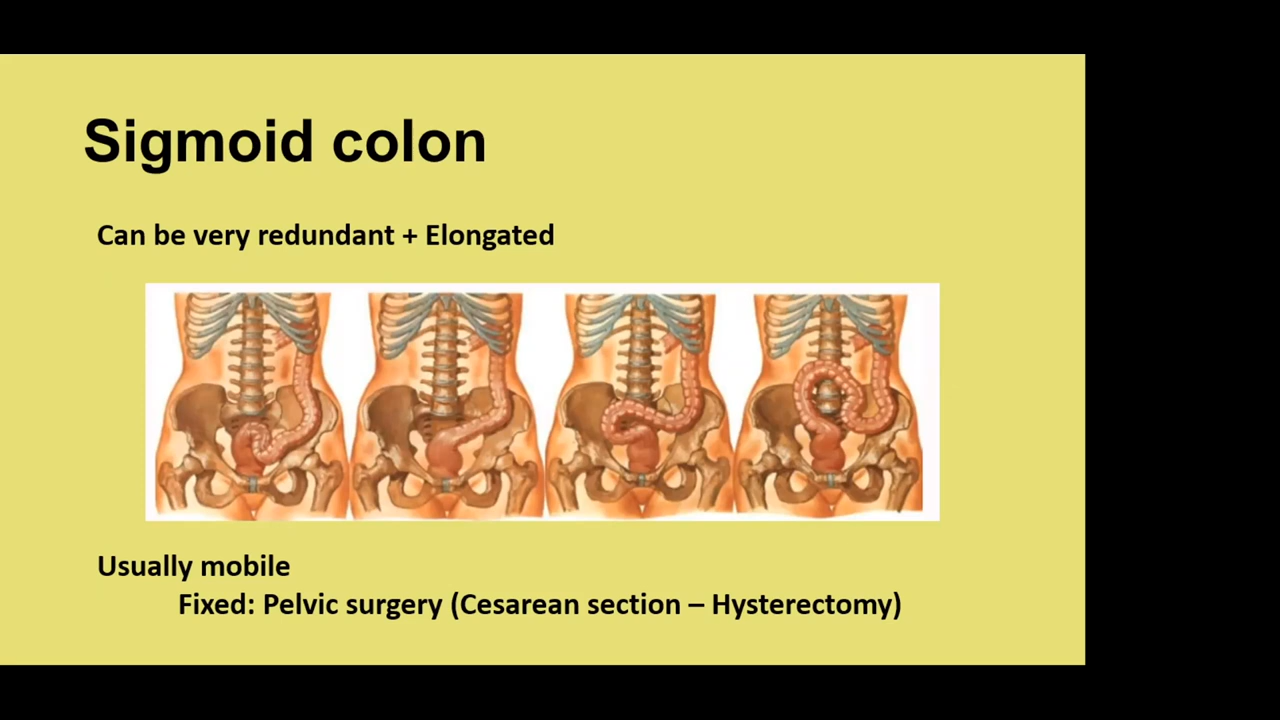 Sigmoid colon
Can be very redundant + Elongated
Usually mobile
Fixed: Pelvic surgery (Cesarean section – Hysterectomy)